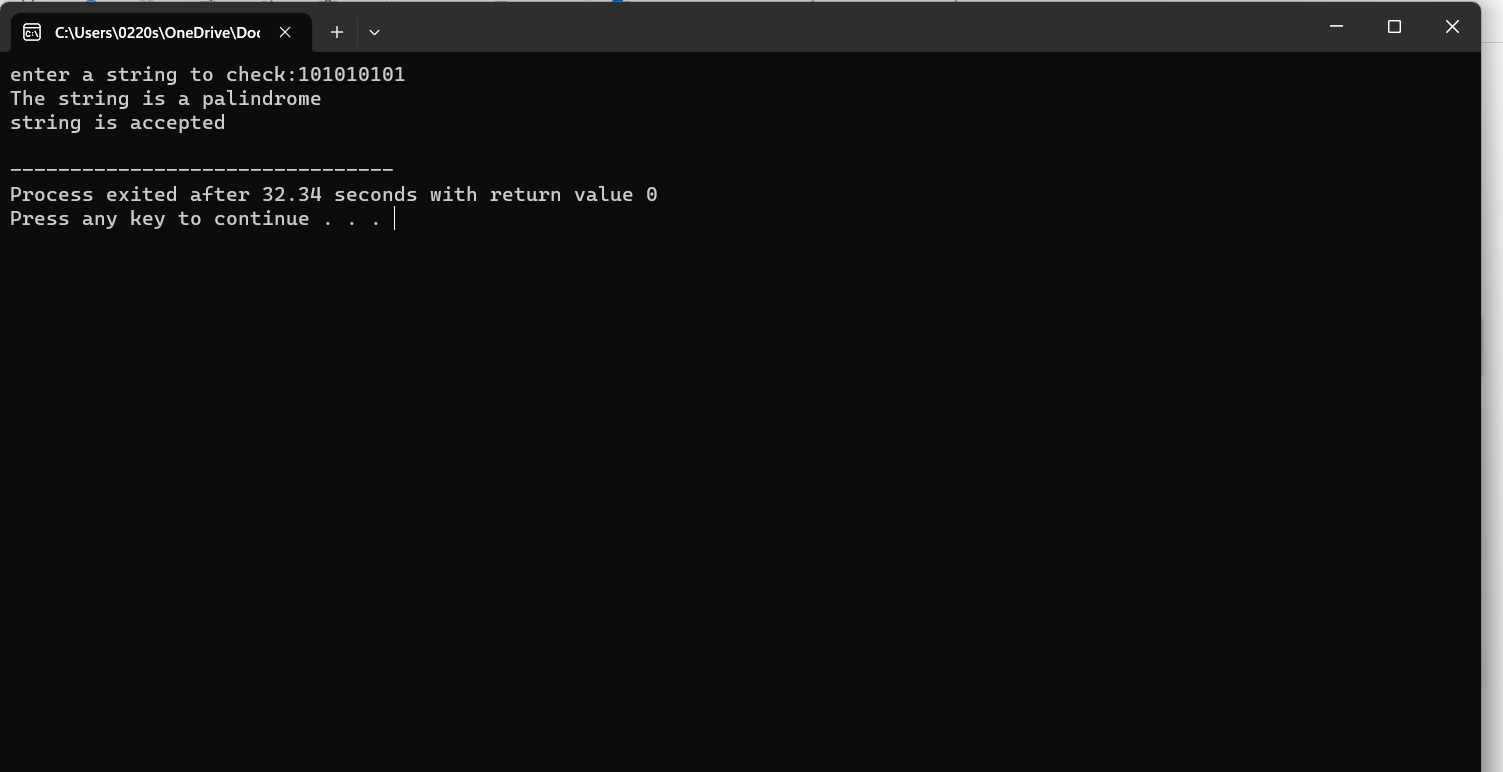 C:\Users\0220s\OneDrive\Doc
enter a string to check:101010101
The string is a palindrome
string is accepted
--------------------------------
Process exited after 32.34 seconds with return value 0
Press any key to continue . . .